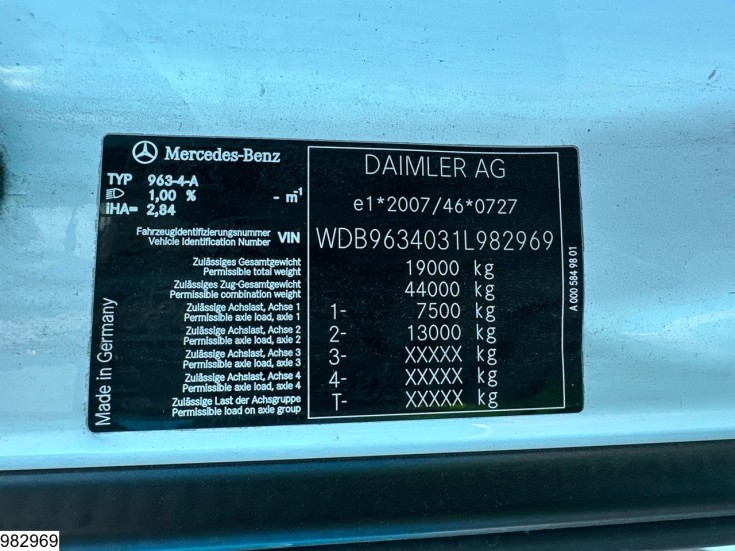 Mercedes-Benz
TYP 963-4-A
1,00 % - m⁻¹
iHA= 2,84
DAIMLER AG
e1*2007/46*0727
Fahrzeugidentifizierungsnummer
Vehicle Identification Number VIN WDB9634031L982969
Zulässiges Gesamtgewicht
Permissible total weight 19000 kg
Zulässiges Zug-Gesamtgewicht
Permissible combination weight 44000 kg
Zulässige Achslast, Achse 1
Permissible axle load, axle 1 1- 7500 kg
Zulässige Achslast, Achse 2
Permissible axle load, axle 2 2- 13000 kg
Zulässige Achslast, Achse 3
Permissible axle load, axle 3 3- XXXXX kg
Zulässige Achslast, Achse 4
Permissible axle load, axle 4 4- XXXXX kg
Zulässige Last der Achsgruppe
Permissible load on axle group T- XXXXX kg
Made in Germany
A 000 584 98 01
982969